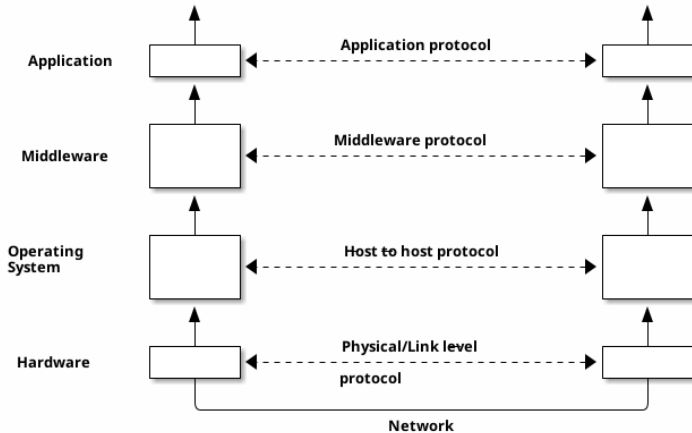 Application
Application protocol
Middleware
Middleware protocol
Operating
System
Host to host protocol
Hardware
Physical/Link level
protocol
Network